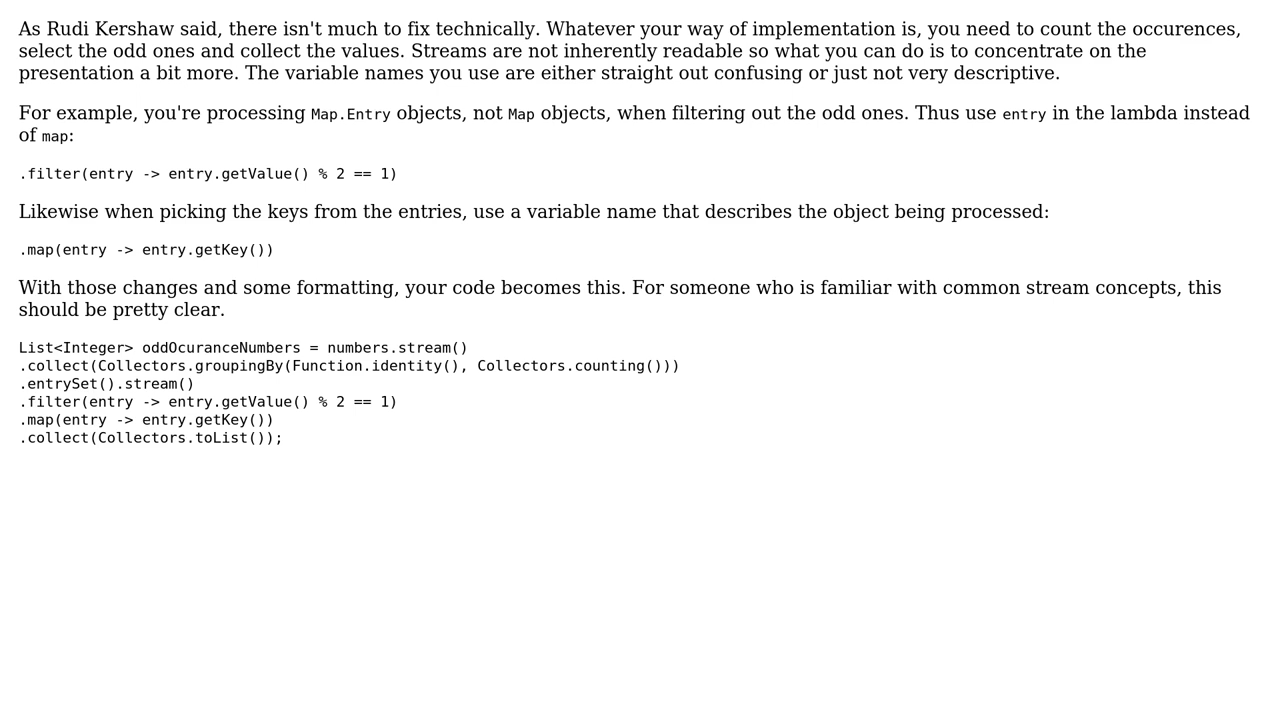 As Rudi Kershaw said, there isn't much to fix technically. Whatever your way of implementation is, you need to count the occurences,
select the odd ones and collect the values. Streams are not inherently readable so what you can do is to concentrate on the
presentation a bit more. The variable names you use are either straight out confusing or just not very descriptive.
For example, you're processing Map.Entry objects, not Map objects, when filtering out the odd ones. Thus use entry in the lambda instead
of map:
.filter(entry -> entry.getValue() % 2 == 1)
Likewise when picking the keys from the entries, use a variable name that describes the object being processed:
.map(entry -> entry.getKey())
With those changes and some formatting, your code becomes this. For someone who is familiar with common stream concepts, this
should be pretty clear.
List<Integer> oddOcuranceNumbers = numbers.stream()
.collect(Collectors.groupingBy(Function.identity(), Collectors.counting()))
.entrySet().stream()
.filter(entry -> entry.getValue() % 2 == 1)
.map(entry -> entry.getKey())
.collect(Collectors.toList());